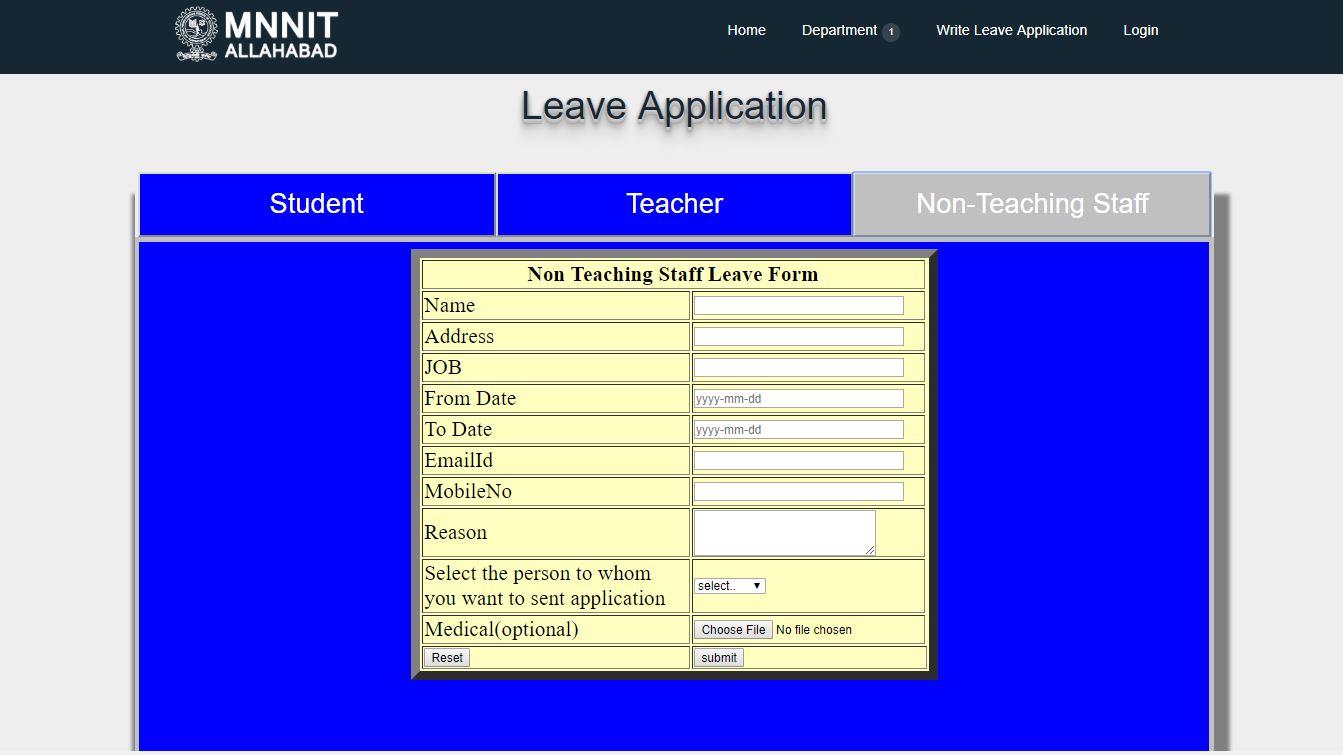 MNNIT
ALLAHABAD
Home Department 1 Write Leave Application Login
Leave Application
Student Teacher Non-Teaching Staff
Non Teaching Staff Leave Form
Name
Address
JOB
From Date yyyy-mm-dd
To Date yyyy-mm-dd
EmailId
MobileNo
Reason
Select the person to whom
you want to sent application select..
Medical(optional) Choose File No file chosen
Reset submit